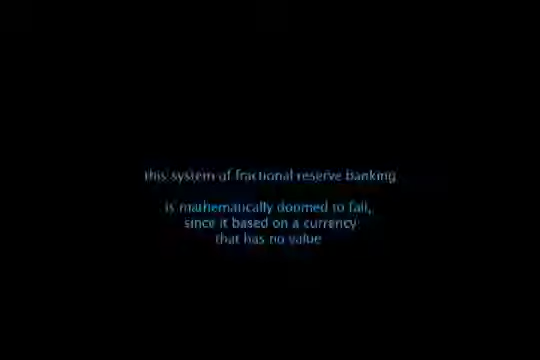 this system of fractional reserve banking
is mathematically doomed to fail,
since it based on a currency
that has no value